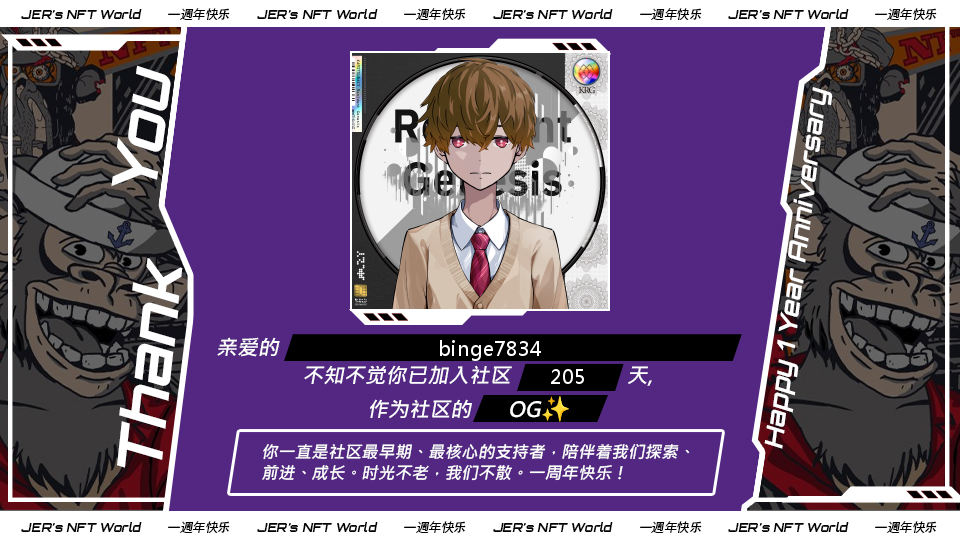 JER's NFT World 一週年快乐 JER's NFT World 一週年快乐 JER's NFT World 一週年快乐 JER's NFT World 一週年快乐
Thank You
KRG
Genesis
亲爱的 binge7834
不知不觉你已加入社区 205 天,
作为社区的 OG✨
你一直是社区最早期、最核心的支持者，陪伴着我们探索、
前进、成长。时光不老，我们不散。一周年快乐！
Happy 1 Year Anniversary
JER's NFT World 一週年快乐 JER's NFT World 一週年快乐 JER's NFT World 一週年快乐 JER's NFT World 一週年快乐